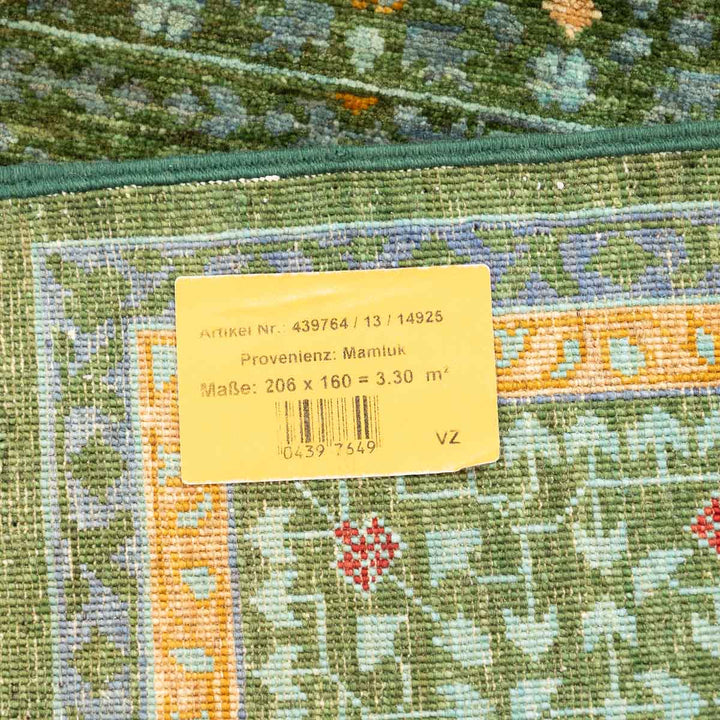 Artikel Nr.: 439764 / 13 / 14925
Provenienz: Mamluk
Maße: 206 x 160 = 3.30 m²
0439 7649
VZ